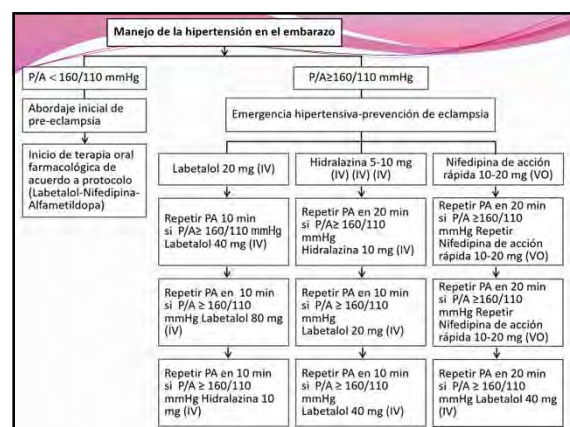 Manejo de la hipertensión en el embarazo
P/A < 160/110 mmHg
P/A≥160/110 mmHg
Abordaje inicial de
pre-eclampsia
Emergencia hipertensiva-prevención de eclampsia
Inicio de terapia oral
farmacológica de
acuerdo a protocolo
(Labetalol-Nifedipina-
Alfametildopa)
Labetalol 20 mg (IV)
Hidralazina 5-10 mg
(IV) (IV) (IV)
Nifedipina de acción
rápida 10-20 mg (VO)
Repetir PA 10 min
si P/A≥ 160/110 mmHg
Labetalol 40 mg (IV)
Repetir PA en 20 min
si P/A≥ 160/110
mmHg
Hidralazina 10 mg (IV)
Repetir PA en 20 min
si P/A ≥160/110
mmHg Repetir
Nifedipina de acción
rápida 10-20 mg (VO)
Repetir PA en 10 min
si P/A ≥ 160/110
mmHg Labetalol 80 mg
(IV)
Repetir PA en 10 min
si P/A ≥ 160/110
mmHg
Labetalol 20 mg (IV)
Repetir PA en 20 min
si P/A ≥160/110
mmHg Repetir
Nifedipina de acción
rápida 10-20 mg (VO)
Repetir PA en 10 min
si P/A ≥ 160/110
mmHg Hidralazina 10
mg (IV)
Repetir PA en 10 min
si P/A ≥ 160/110
mmHg
Labetalol 40 mg (IV)
Repetir PA en 20 min
si P/A ≥ 160/110
mmHg Labetalol 40 mg
(IV)